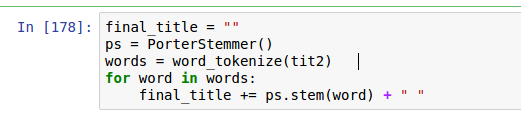 In [178]: final_title = ""
ps = PorterStemmer()
words = word_tokenize(tit2)
for word in words:
    final_title += ps.stem(word) + " "